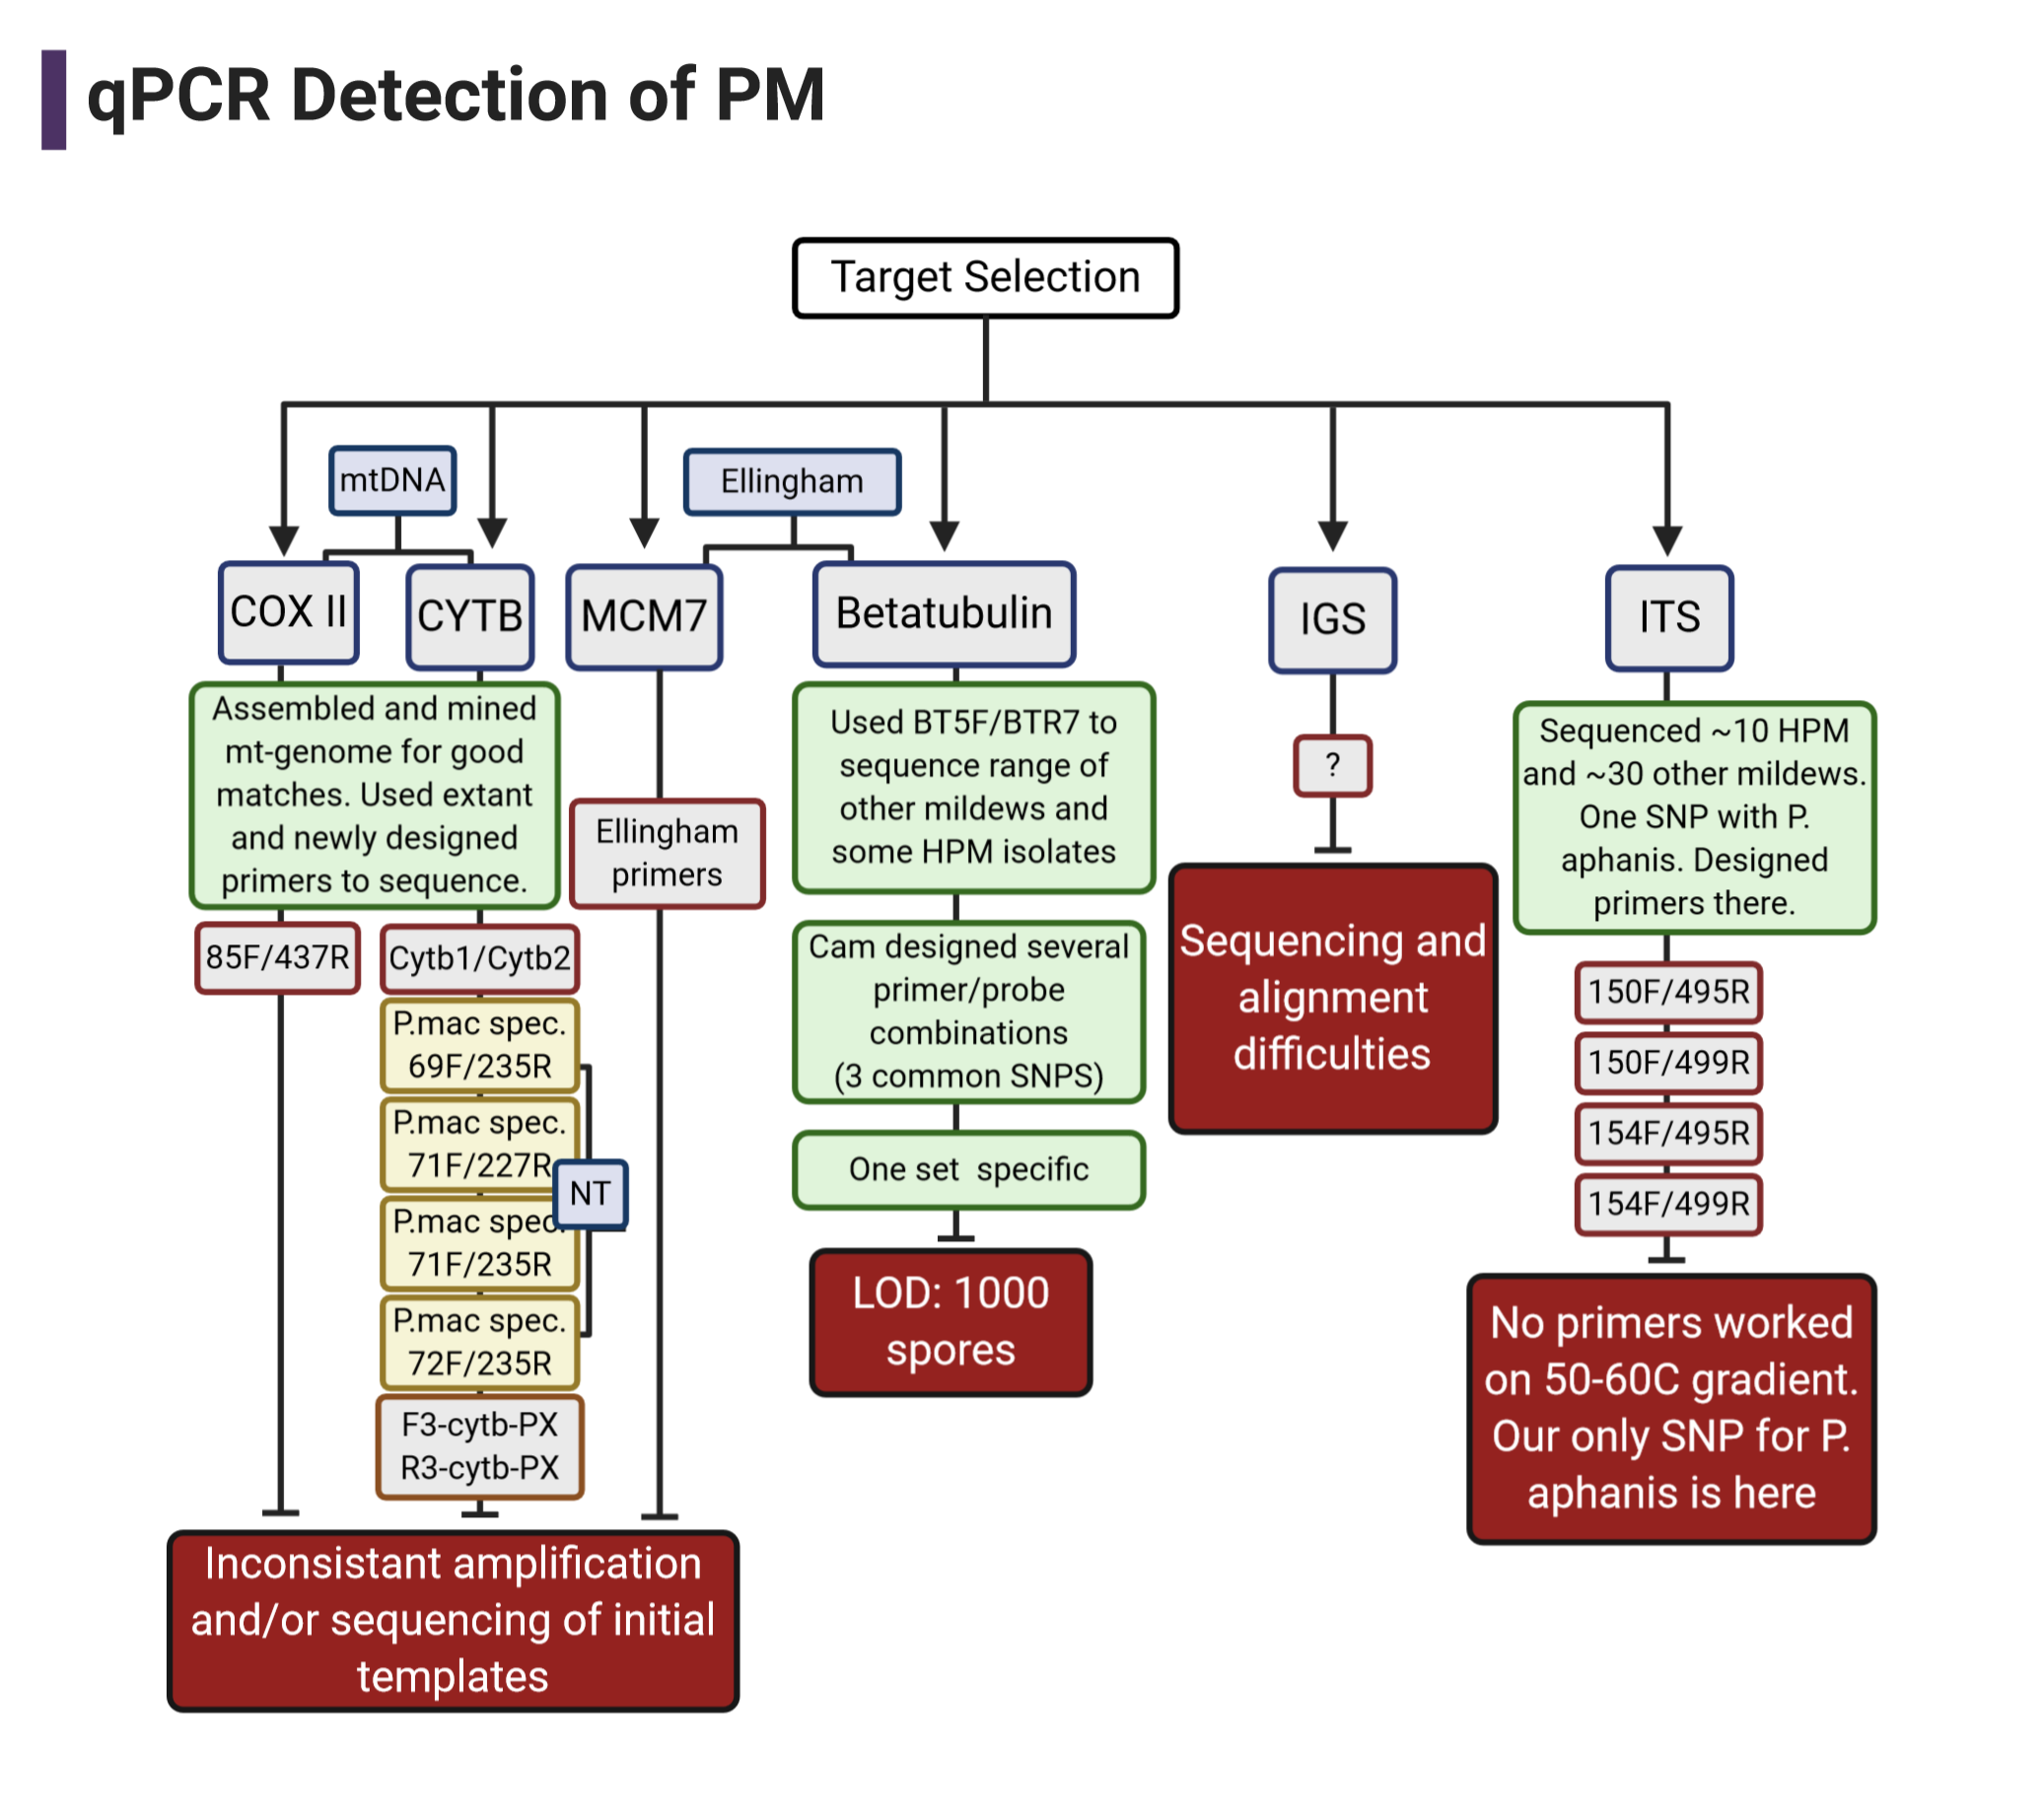 qPCR Detection of PM
Target Selection
mtDNA
Ellingham
COX II
CYTB
MCM7
Betatubulin
IGS
ITS
Assembled and mined
mt-genome for good
matches. Used extant
and newly designed
primers to sequence.
85F/437R
Cytb1/Cytb2
P.mac spec.
69F/235R
P.mac spec.
71F/227R
P.mac spec.
71F/235R
P.mac spec.
72F/235R
NT
F3-cytb-PX
R3-cytb-PX
Ellingham
primers
Inconsistant amplification
and/or sequencing of initial
templates
Used BT5F/BTR7 to
sequence range of
other mildews and
some HPM isolates
Cam designed several
primer/probe
combinations
(3 common SNPS)
One set specific
LOD: 1000
spores
?
Sequencing and
alignment
difficulties
Sequenced ~10 HPM
and ~30 other mildews.
One SNP with P.
aphanis. Designed
primers there.
150F/495R
150F/499R
154F/495R
154F/499R
No primers worked
on 50-60C gradient.
Our only SNP for P.
aphanis is here